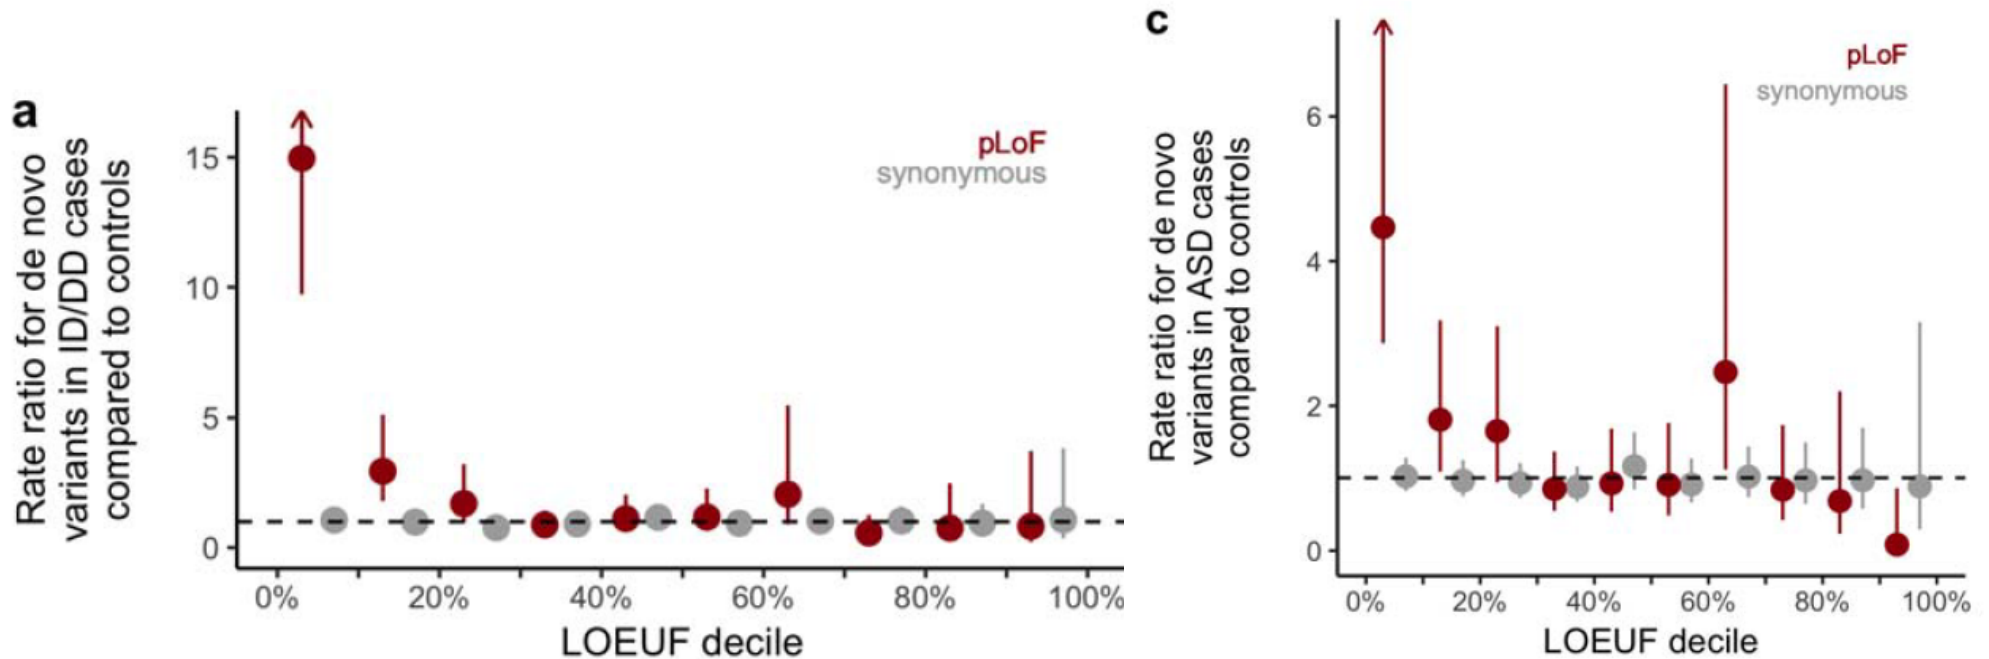 a
Rate ratio for de novo
variants in ID/DD cases
compared to controls
15
10
5
0
pLoF
synonymous
0%
20%
40%
60%
80%
100%
LOEUF decile
c
Rate ratio for de novo
variants in ASD cases
compared to controls
6
4
2
0
pLoF
synonymous
0%
20%
40%
60%
80%
100%
LOEUF decile